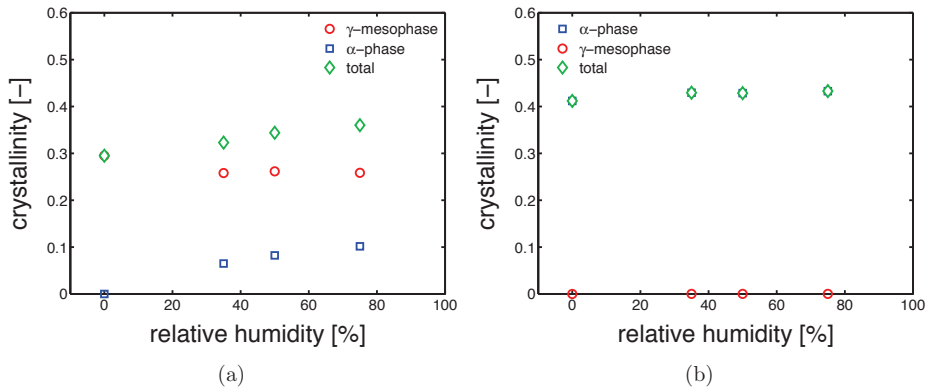 0.6
0.5
0.4
0.3
0.2
0.1
0
crystallinity [−]
γ−mesophase
α−phase
total
0 20 40 60 80 100
relative humidity [%]
(a)
0.6
0.5
0.4
0.3
0.2
0.1
0
crystallinity [−]
α−phase
γ−mesophase
total
0 20 40 60 80 100
relative humidity [%]
(b)